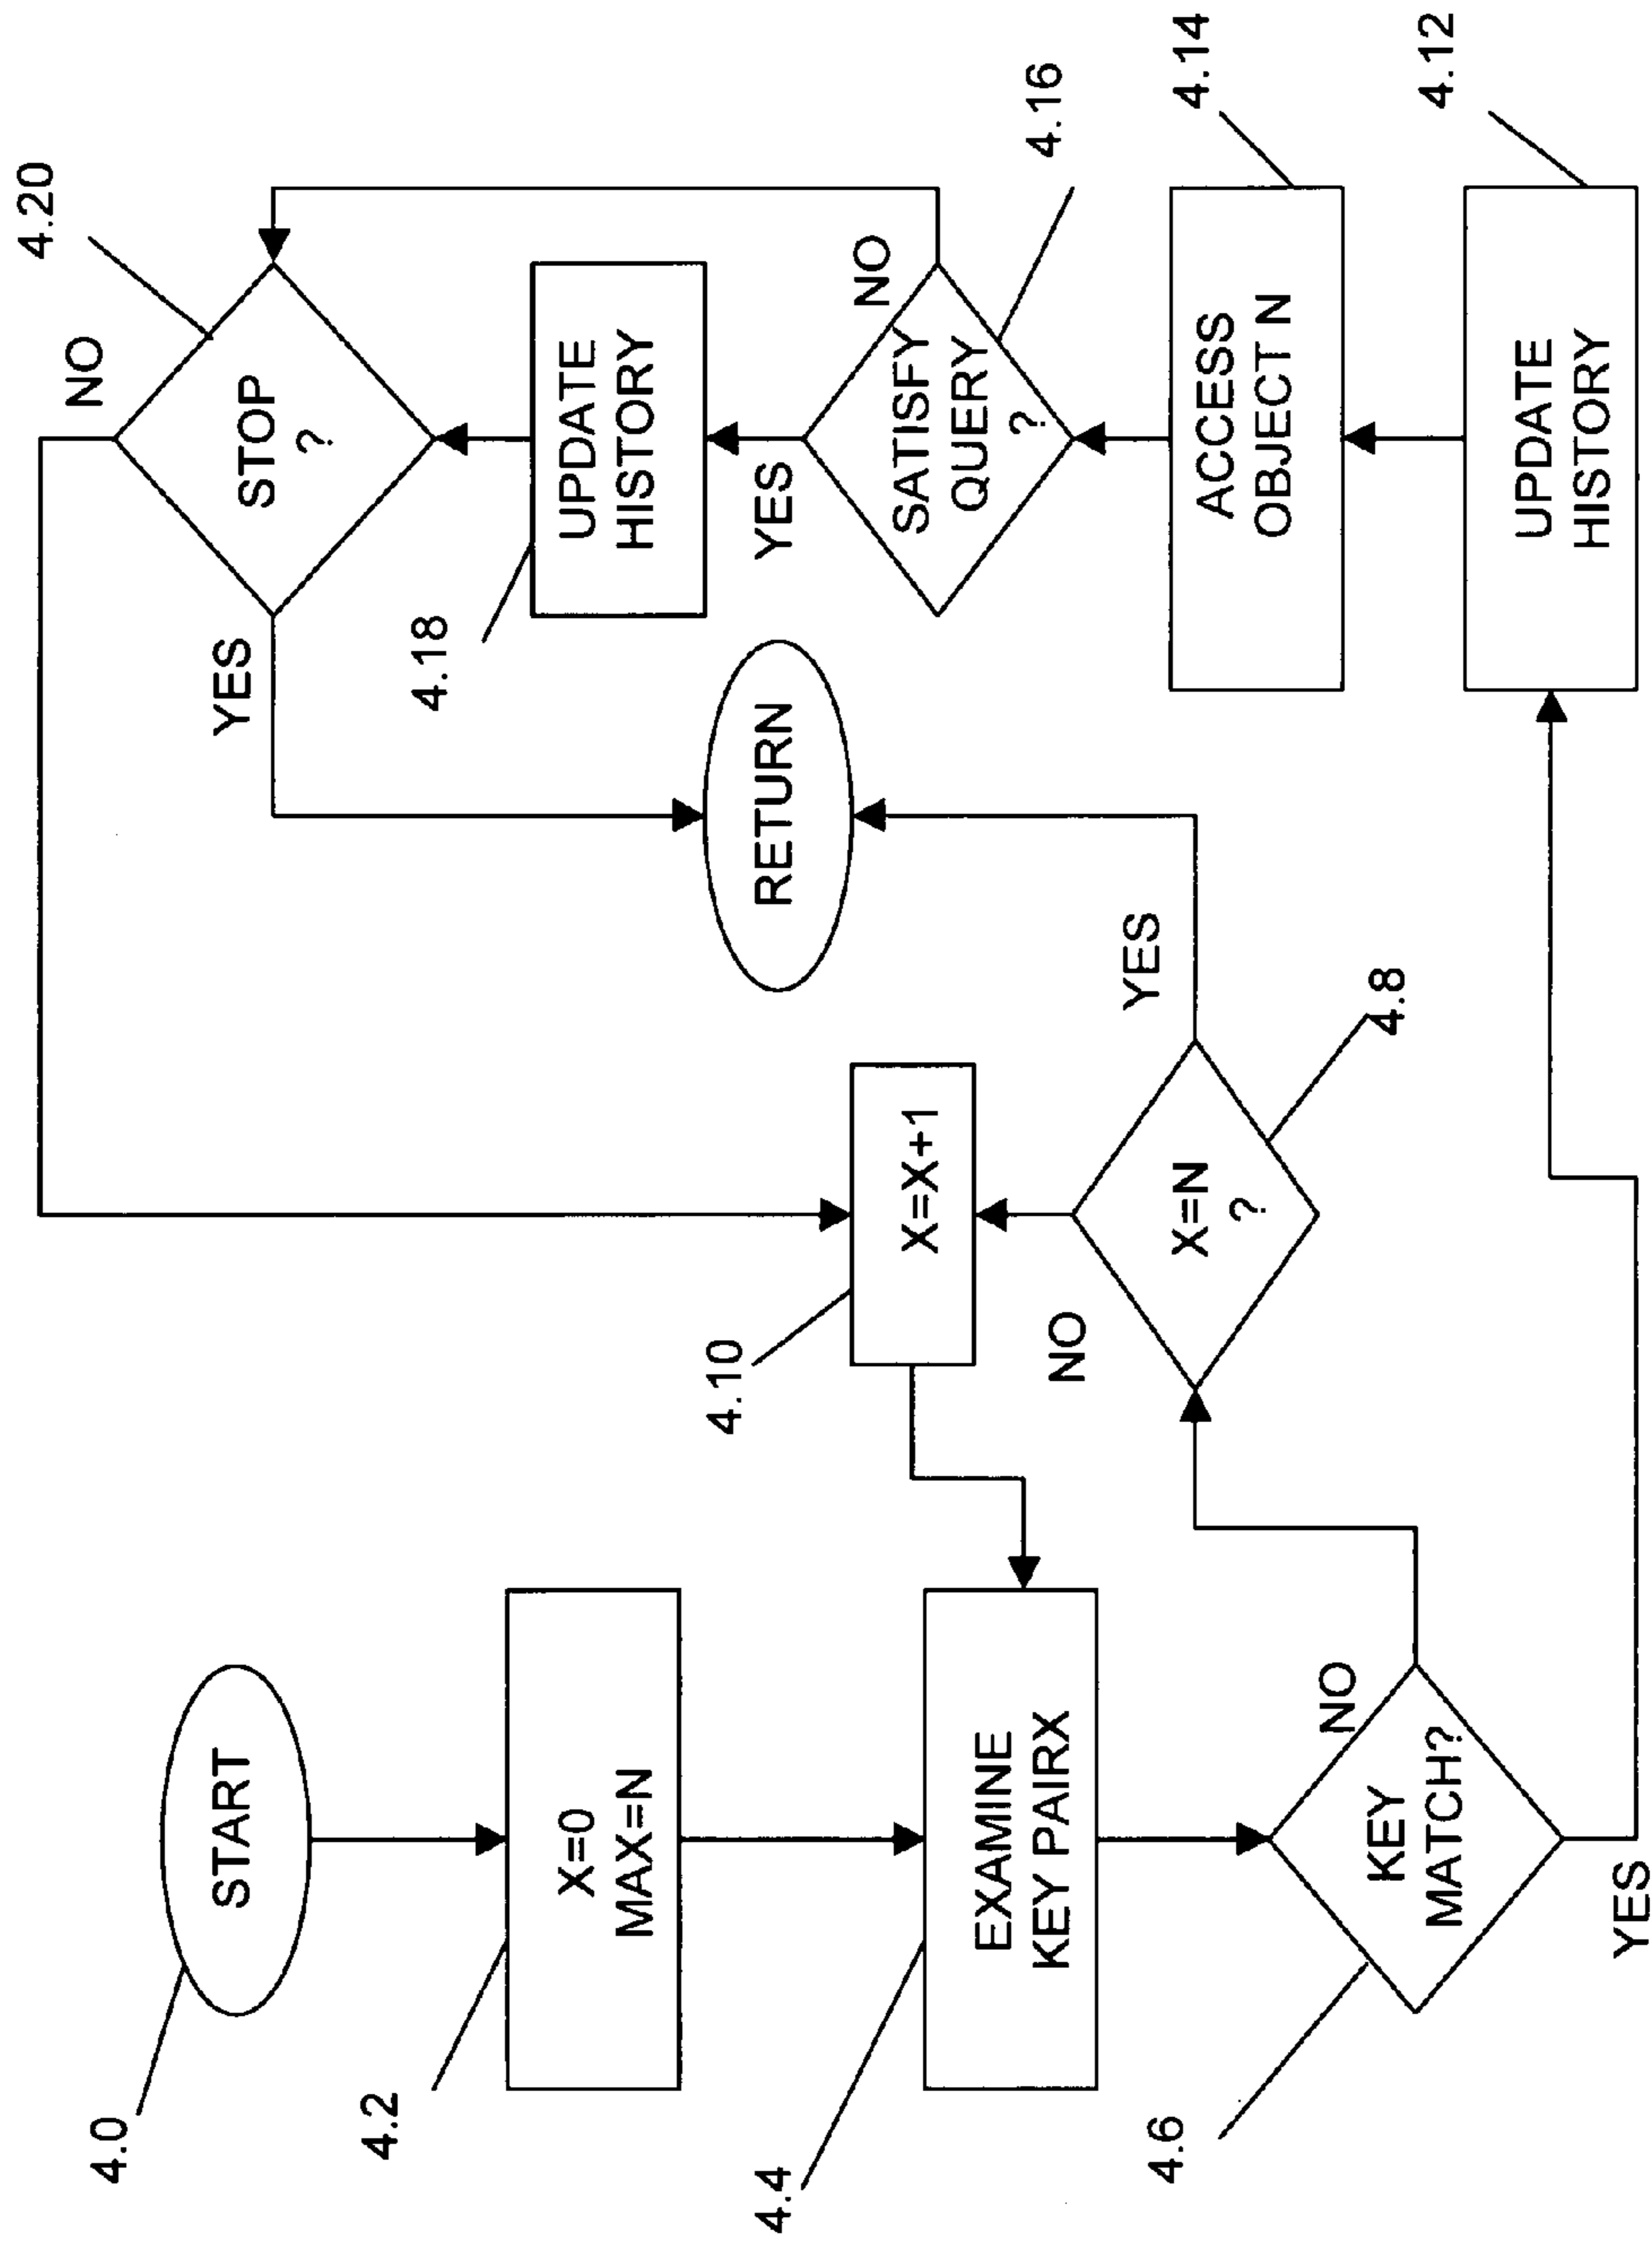 4.0
START
4.2
X=0
MAX=N
4.4
EXAMINE
KEY PAIRX
4.6
KEY
MATCH?
NO
YES
4.10
X=X+1
NO
X=N
?
YES
4.8
RETURN
4.20
NO
STOP
?
YES
4.18
UPDATE
HISTORY
YES
NO
SATISFY
QUERY
?
4.16
ACCESS
OBJECT N
4.14
UPDATE
HISTORY
4.12